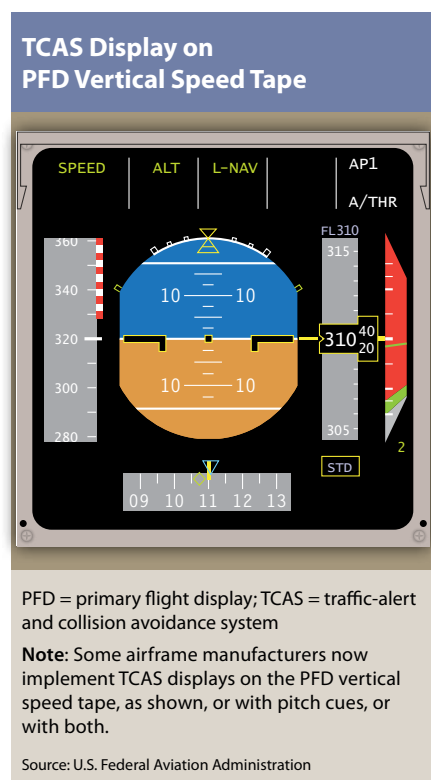 TCAS Display on
PFD Vertical Speed Tape
SPEED ALT L-NAV AP1
A/THR
FL310
360 315
340 10 10
320 310 40
20
300 10 10
280 305
2
STD
09 10 11 12 13
PFD = primary flight display; TCAS = traffic-alert
and collision avoidance system
Note: Some airframe manufacturers now
implement TCAS displays on the PFD vertical
speed tape, as shown, or with pitch cues, or
with both.
Source: U.S. Federal Aviation Administration